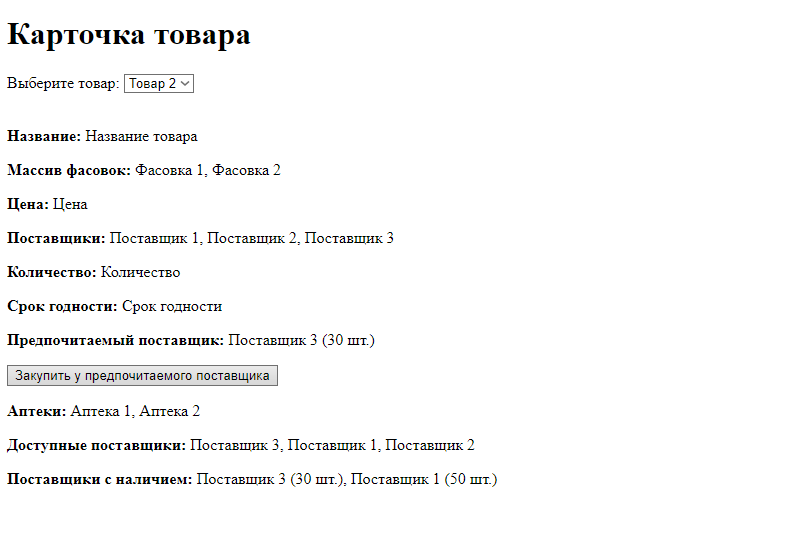 Карточка товара
Выберите товар: Товар 2
Название: Название товара
Массив фасовок: Фасовка 1, Фасовка 2
Цена: Цена
Поставщики: Поставщик 1, Поставщик 2, Поставщик 3
Количество: Количество
Срок годности: Срок годности
Предпочитаемый поставщик: Поставщик 3 (30 шт.)
Закупить у предпочитаемого поставщика
Аптеки: Аптека 1, Аптека 2
Доступные поставщики: Поставщик 3, Поставщик 1, Поставщик 2
Поставщики с наличием: Поставщик 3 (30 шт.), Поставщик 1 (50 шт.)